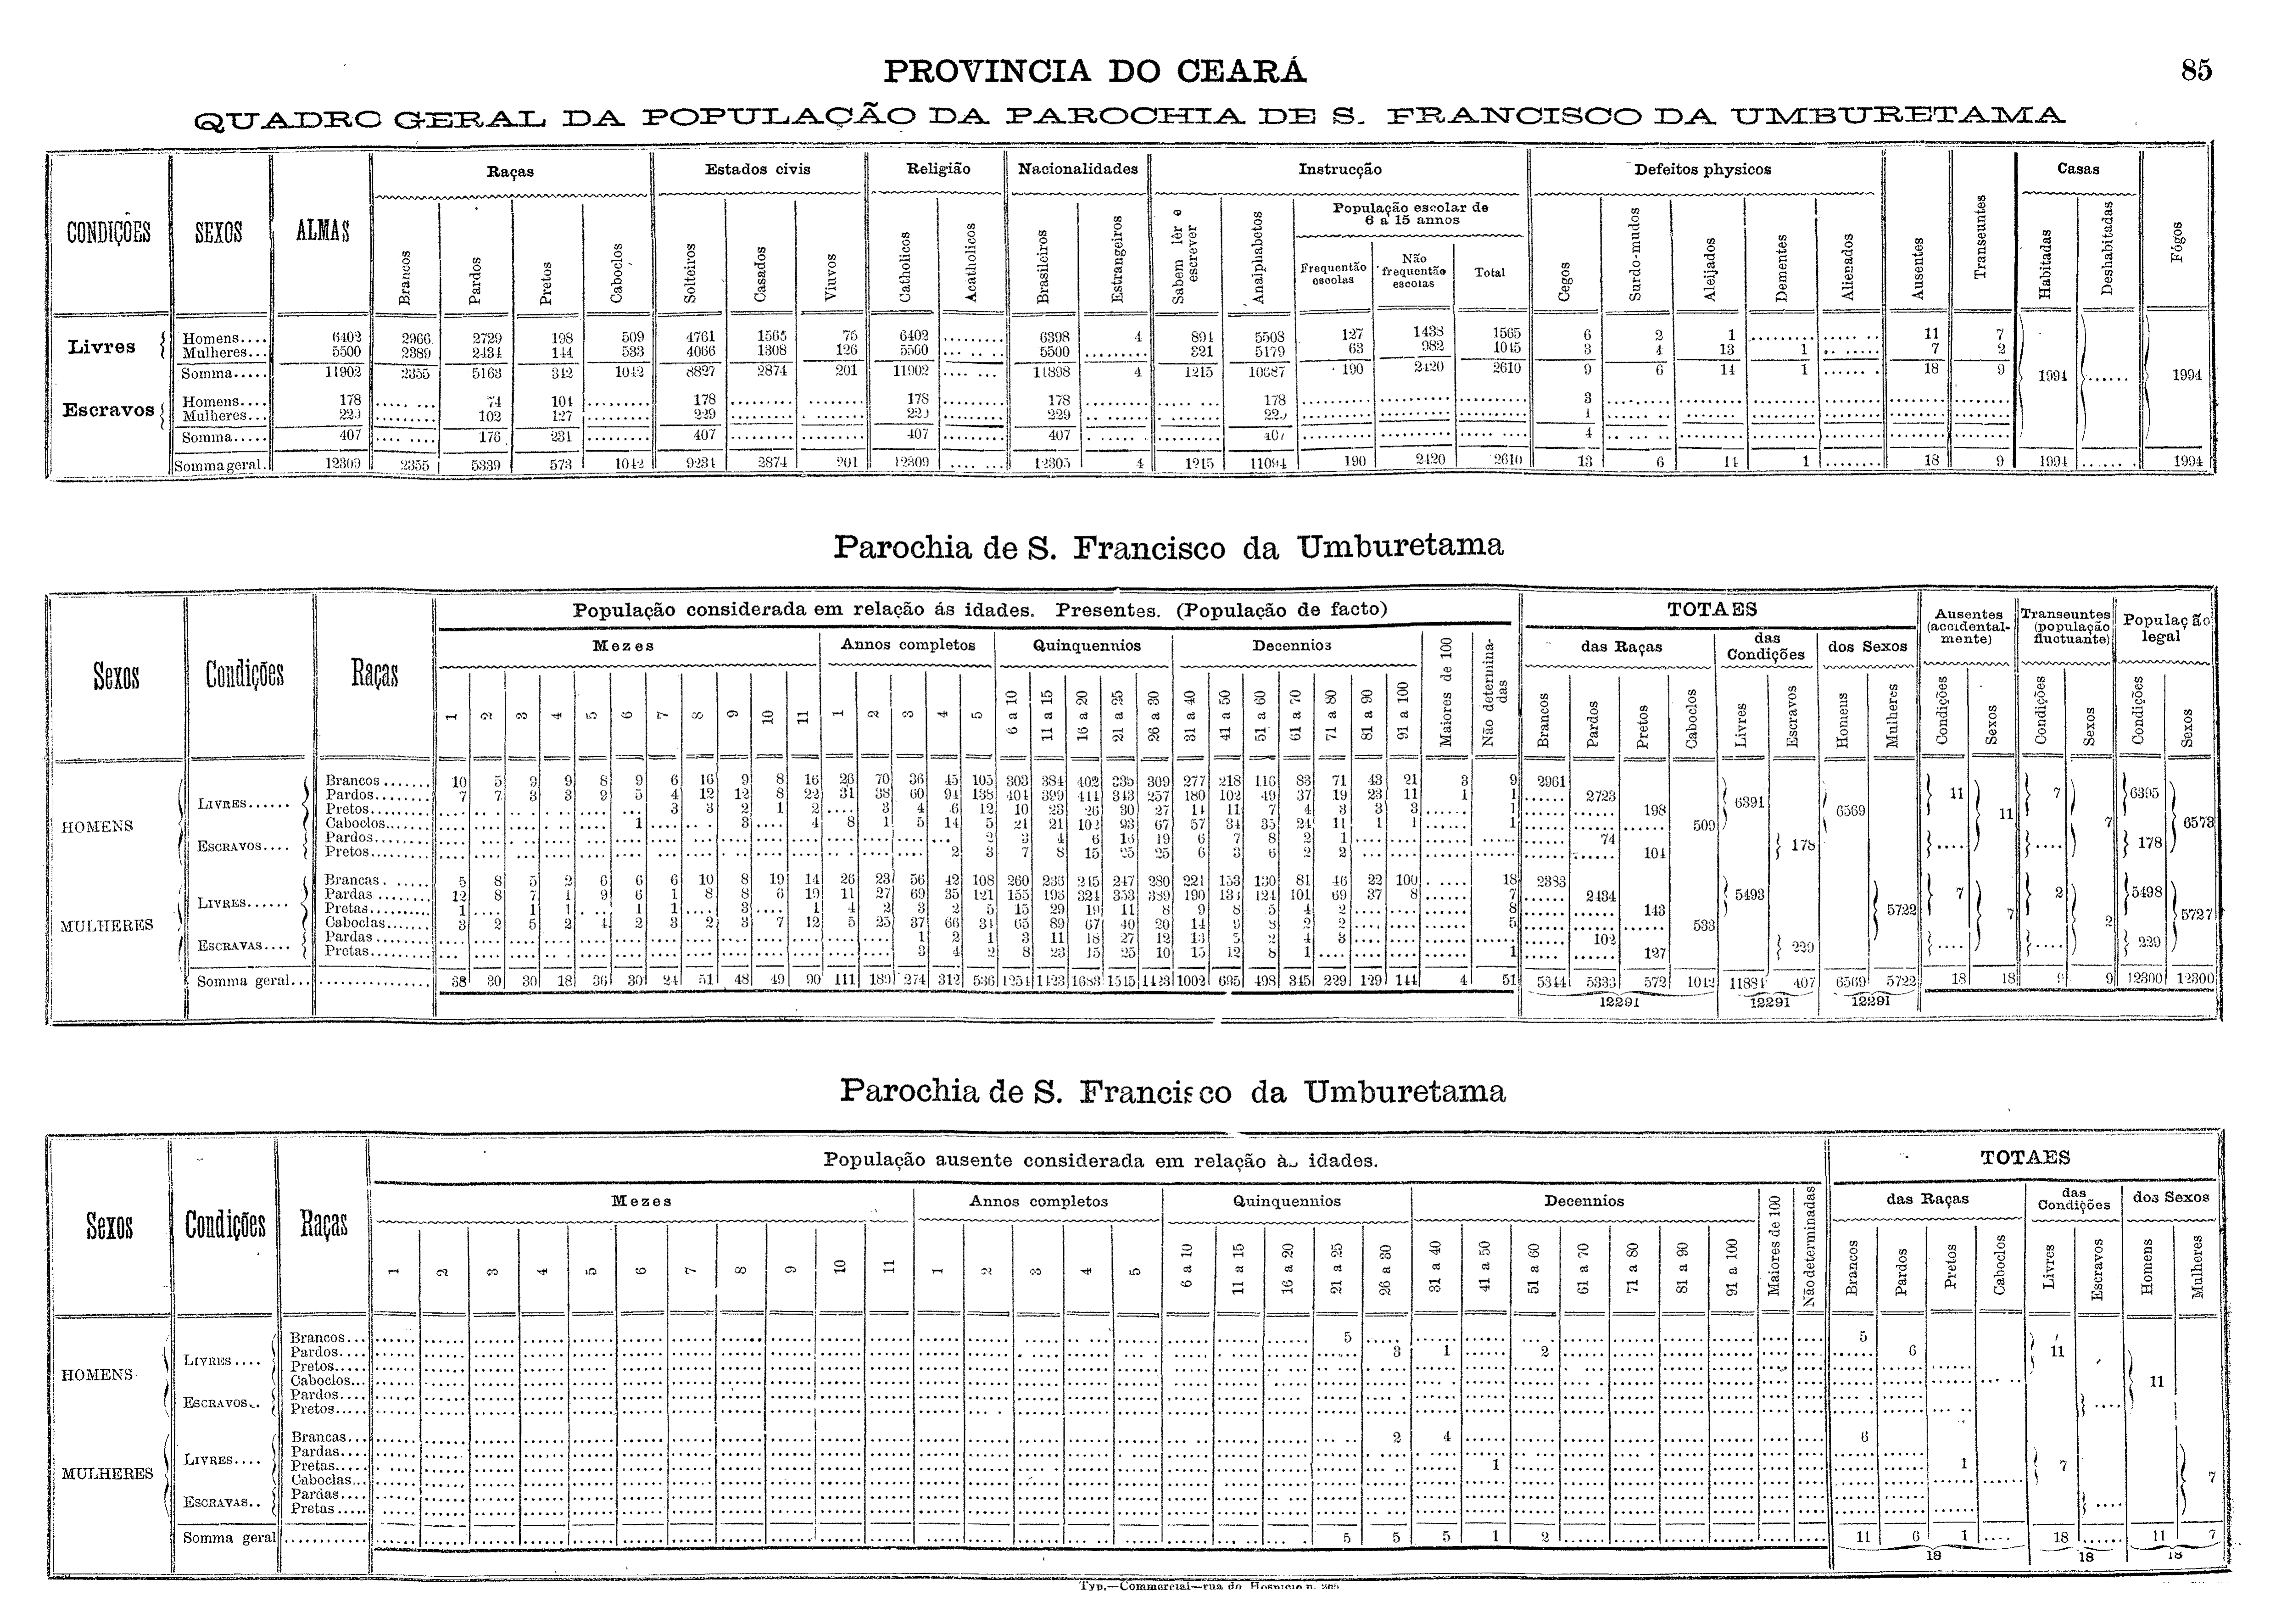 PROVINCIA DO CEARÁ
85
QUADRO GERAL DA POPULAÇÃO DA PAROCHIA DE S. FRANCISCO DA UMBURETAMA
CONDIÇÕES SEXOS ALMAS Raças Estados civis Religião Nacionalidades Instrucção Defeitos physicos Ausentes Transeuntes Casas Fógos
População escolar de 6 a 15 annos
Brancos Pardos Pretos Caboclos Solteiros Casados Viuvos Catholicos Acatholicos Brasileiros Estrangeiros Sabem lêr e escrever Analphabetos Frequentão escolas Não frequentão escolas Total Cegos Surdo-mudos Aleijados Dementes Alienados Habitadas Deshabitadas
Livres
Homens.... 6402 2966 2729 198 509 4761 1565 75 6402 ......... 6398 4 894 5508 127 1438 1565 6 2 1 ......... ......... 11 7
Mulheres... 5500 2389 2434 144 533 4066 1308 126 ......... 5500 ......... 321 5179 63 982 1045 3 4 13 1 ......... 7 2
Somma..... 11902 2355 5163 342 1042 8827 2874 201 11902 ......... 11898 4 1215 10687 190 2420 2610 9 6 14 1 ......... 18 9 1994 ...... 1994
Escravos
Homens.... 178 ......... 74 104 ......... 178 ......... ......... 178 ......... 178 ......... ......... 178 ......... ......... ......... 3
Mulheres... 229 ......... 102 127 ......... 229 ......... ......... 229 ......... 229 ......... ......... 229 ......... ......... ......... 1
Somma..... 407 ......... 176 231 ......... 407 ......... ......... 407 ......... 407 ......... ......... 407 ......... ......... ......... 4
Somma geral. 12309 2355 5339 573 1042 9234 2874 201 12309 ......... 12305 4 1215 11094 190 2420 2610 13 6 14 1 ........ 18 9 1994 ...... 1994
Parochia de S. Francisco da Umburetama
Sexos Condições Raças População considerada em relação ás idades. Presentes. (População de facto) TOTAES Ausentes (accidentalmente) Transeuntes (população fluctuante) População legal
Mezes Annos completos Quinquennios Decennios Maiores de 100 Não determinadas das Raças das Condições dos Sexos
1 2 3 4 5 6 7 8 9 10 11 1 2 3 4 5 6 a 10 11 a 15 16 a 20 21 a 25 26 a 30 31 a 40 41 a 50 51 a 60 61 a 70 71 a 80 81 a 90 91 a 100 Brancos Pardos Pretos Caboclos Livres Escravos Homens Mulheres Condições Sexos Condições Sexos Condições Sexos
HOMENS
LIVRES......
Brancos....... 10 5 9 9 8 9 6 16 9 8 16 26 70 36 45 105 303 384 402 309 277 218 116 83 71 43 21 3 9 2961
Pardos........ 7 7 3 3 9 5 4 12 12 8 22 31 38 60 94 138 404 399 414 343 257 180 102 49 37 19 23 11 1 1 2723
Pretos......... 3 3 2 1 2 .... 3 4 6 12 10 23 26 30 27 14 11 7 4 3 3 3 ...... 1 198
Caboclos....... 1 3 4 8 1 5 14 5 21 21 102 93 67 57 34 35 24 11 1 1 ...... 1 509
6391 6569 11 11 7 7 6395 6573
ESCRAVOS....
Pardos......... 2 3 4 6 16 19 6 7 8 2 1 74
Pretos......... 2 3 7 8 15 25 25 6 3 6 2 2 104
178 178
MULHERES
LIVRES......
Brancas....... 5 8 5 2 6 6 6 10 8 19 14 26 23 56 42 108 260 233 245 247 280 221 153 130 81 46 22 100 ...... 18 2383
Pardas ........ 12 8 7 1 9 6 1 8 8 6 19 11 27 69 35 121 155 198 324 353 389 190 134 124 101 69 37 8 ...... 7 2434
Pretas......... 1 .... 1 1 .... 1 1 .... 3 .... 1 4 2 3 2 5 15 29 19 11 8 9 8 5 4 2 ...... 8 143
Caboclas....... 3 2 5 2 4 2 3 2 3 7 12 5 25 37 66 34 65 89 67 40 20 14 9 8 2 2 ...... 5 533
5493 5722 7 7 2 2 5498 5727
ESCRAVAS....
Pardas......... 1 2 1 3 11 18 27 12 13 5 2 4 3 102
Pretas......... 3 4 2 8 23 15 25 10 15 12 8 1 1 127
229 229
Somma geral... 38 30 30 18 36 30 24 51 48 49 90 111 189 274 312 536 1254 1423 1683 1515 1423 1002 695 498 345 229 129 144 4 51 5344 5333 572 1042 11884 407 6569 5722 18 18 9 9 12300 12300
12291 12291 12291
Parochia de S. Francisco da Umburetama
Sexos Condições Raças População ausente considerada em relação idades. TOTAES
Mezes Annos completos Quinquennios Decennios Maiores de 100 Não determinadas das Raças das Condições dos Sexos
1 2 3 4 5 6 7 8 9 10 11 1 2 3 4 5 6 a 10 11 a 15 16 a 20 21 a 25 26 a 30 31 a 40 41 a 50 51 a 60 61 a 70 71 a 80 81 a 90 91 a 100 Brancos Pardos Pretos Caboclos Livres Escravos Homens Mulheres
HOMENS
LIVRES....
Brancos... 5 5
Pardos.... 3 1 2 6 11
Pretos....
Caboclos... 11
ESCRAVOS..
Pardos.....
Pretos.....
MULHERES
LIVRES....
Brancas.... 2 4 6
Pardas....
Pretas..... 1 1 7
Caboclas... 7
ESCRAVAS..
Pardas....
Pretas.....
Somma geral 5 5 5 1 2 11 6 1 .... 18 ...... 11 7
18 18 18
Typ.—Commercial—rua do Hospicio n.